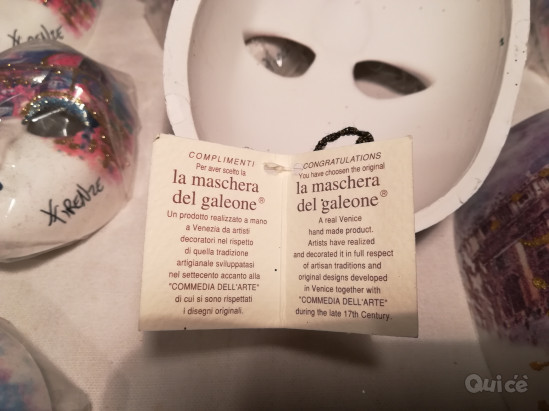 FIRENZE
FIRENZE
COMPLIMENTI
Per aver scelto la
la maschera
del galeone®
Un prodotto realizzato a mano
a Venezia da artisti
decoratori nel rispetto
di quella tradizione
artigianale sviluppatasi
nel settecento accanto alla
"COMMEDIA DELL'ARTE"
di cui si sono rispettati
i disegni originali.
CONGRATULATIONS
You have choosen the original
la maschera
del galeone®
A real Venice
hand made product.
Artists have realized
and decorated it in full respect
of artisan traditions and
original designs developed
in Venice together with
"COMMEDIA DELL'ARTE"
during the late 17th Century.
Quiċè